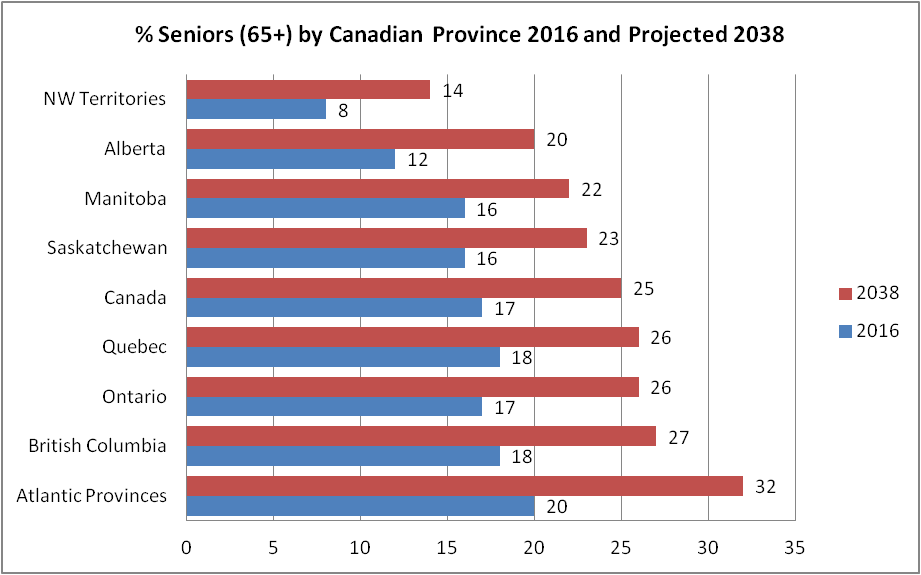 % Seniors (65+) by Canadian Province 2016 and Projected 2038
NW Territories
14
8
Alberta
20
12
Manitoba
22
16
Saskatchewan
23
16
Canada
25
17
Quebec
26
18
Ontario
26
17
British Columbia
27
18
Atlantic Provinces
32
20
0 5 10 15 20 25 30 35
2038
2016